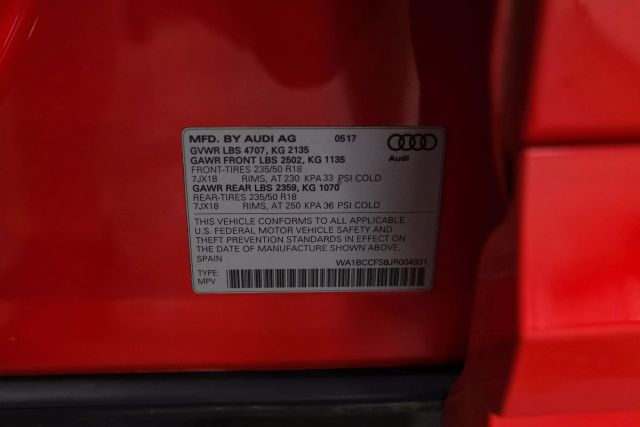 MFD. BY AUDI AG 0517
GVWR LBS 4707, KG 2135
GAWR FRONT LBS 2502, KG 1135
FRONT-TIRES 235/50 R18
7JX18 RIMS, AT 230 KPA 33 PSI COLD
GAWR REAR LBS 2359, KG 1070
REAR-TIRES 235/50 R18
7JX18 RIMS, AT 250 KPA 36 PSI COLD
Audi
THIS VEHICLE CONFORMS TO ALL APPLICABLE
U.S. FEDERAL MOTOR VEHICLE SAFETY AND
THEFT PREVENTION STANDARDS IN EFFECT ON
THE DATE OF MANUFACTURE SHOWN ABOVE.
SPAIN WA1BCCFS8JR004931
TYPE:
MPV